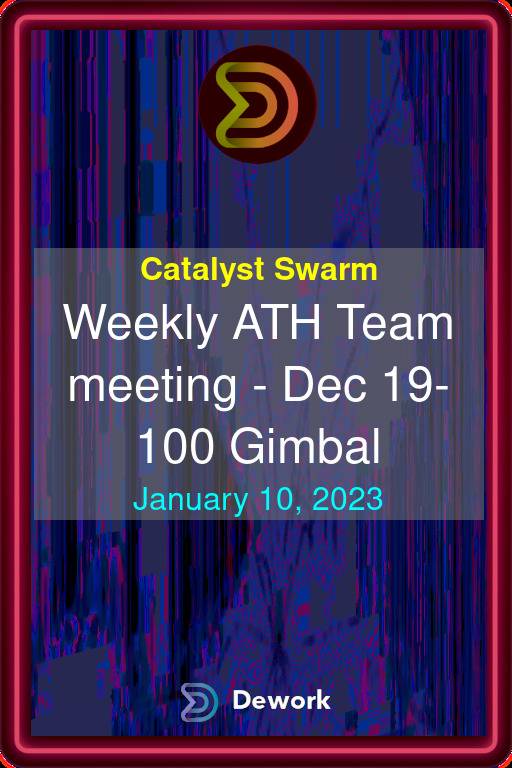 Catalyst Swarm
Weekly ATH Team
meeting - Dec 19-
100 Gimbal
January 10, 2023
Dework